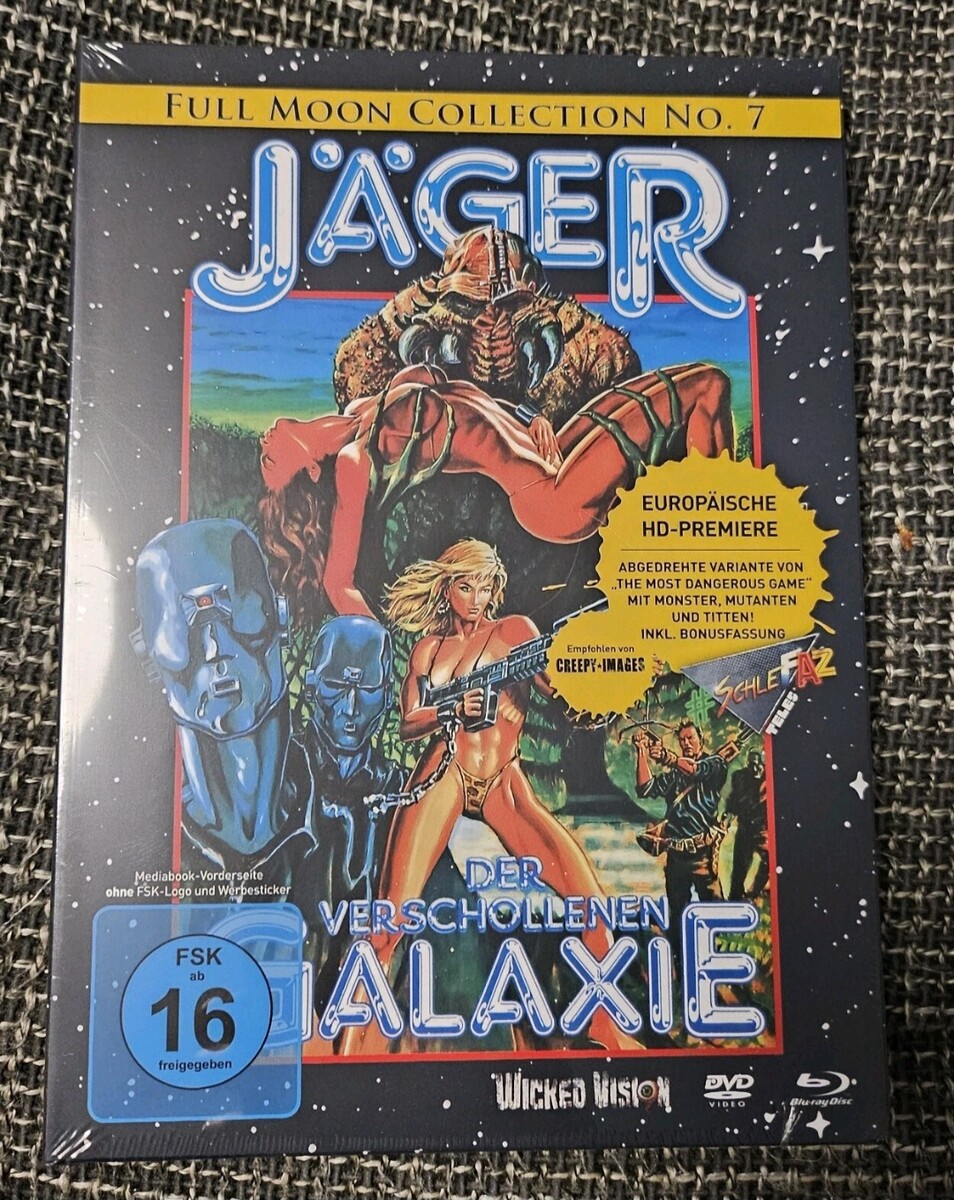 FULL MOON COLLECTION NO. 7
JÄGER
EUROPÄISCHE
HD-PREMIERE
ABGEDREHTE VARIANTE VON
„THE MOST DANGEROUS GAME"
MIT MONSTER, MUTANTEN
UND TITTEN!
INKL. BONUSFASSUNG
Empfohlen von
CREEPY*IMAGES
#SCHLEFAZ
TELE5
DER
VERSCHOLLENEN
GALAXIE
Mediabook-Vorderseite
ohne FSK-Logo und Werbesticker
FSK
ab
16
freigegeben
WICKED VISION
DVD
VIDEO
Blu-ray Disc